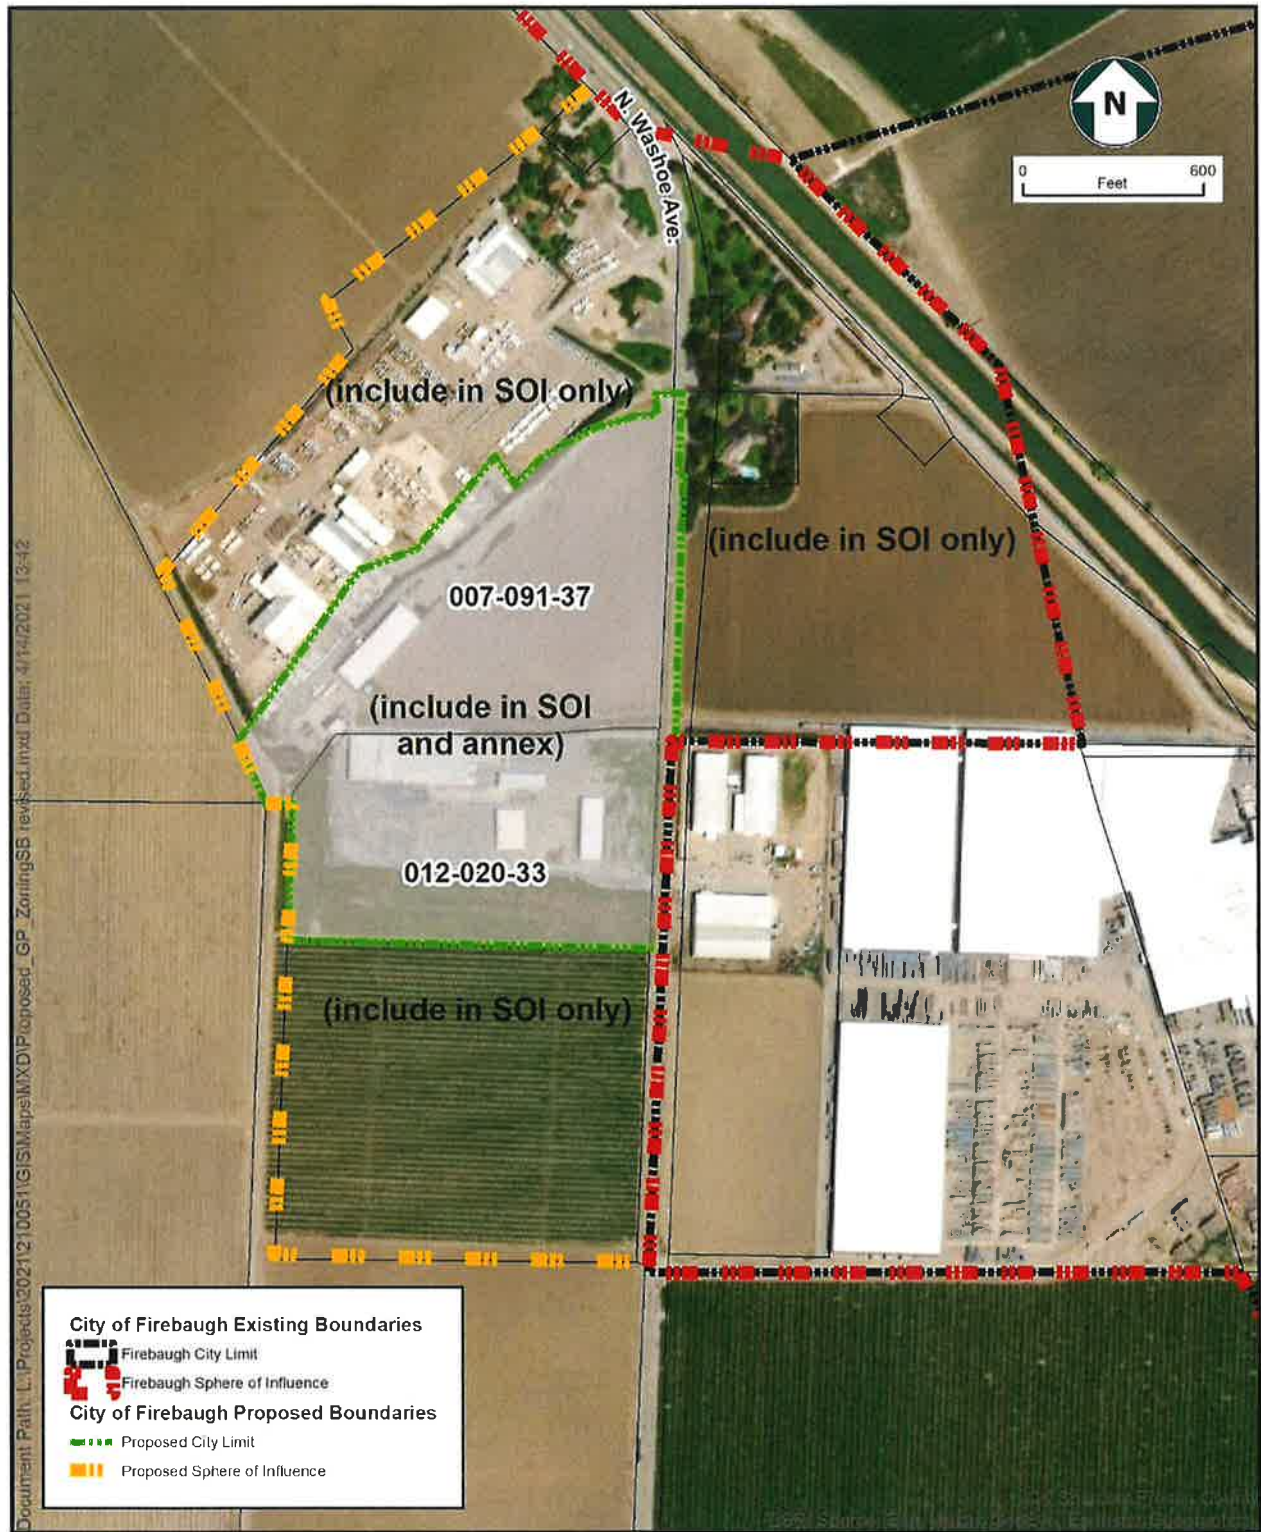 N. Washoe Ave.
N
0 600
Feet
(include in SOI only)
(include in SOI only)
007-091-37
(include in SOI
and annex)
012-020-33
(include in SOI only)
City of Firebaugh Existing Boundaries
Firebaugh City Limit
Firebaugh Sphere of Influence
City of Firebaugh Proposed Boundaries
Proposed City Limit
Proposed Sphere of Influence
Document Path: L:\Projects\2021\210051\GIS\Maps\MXD\Proposed_GP_ZoningSB revised.mxd Date: 4/14/2021 13:42